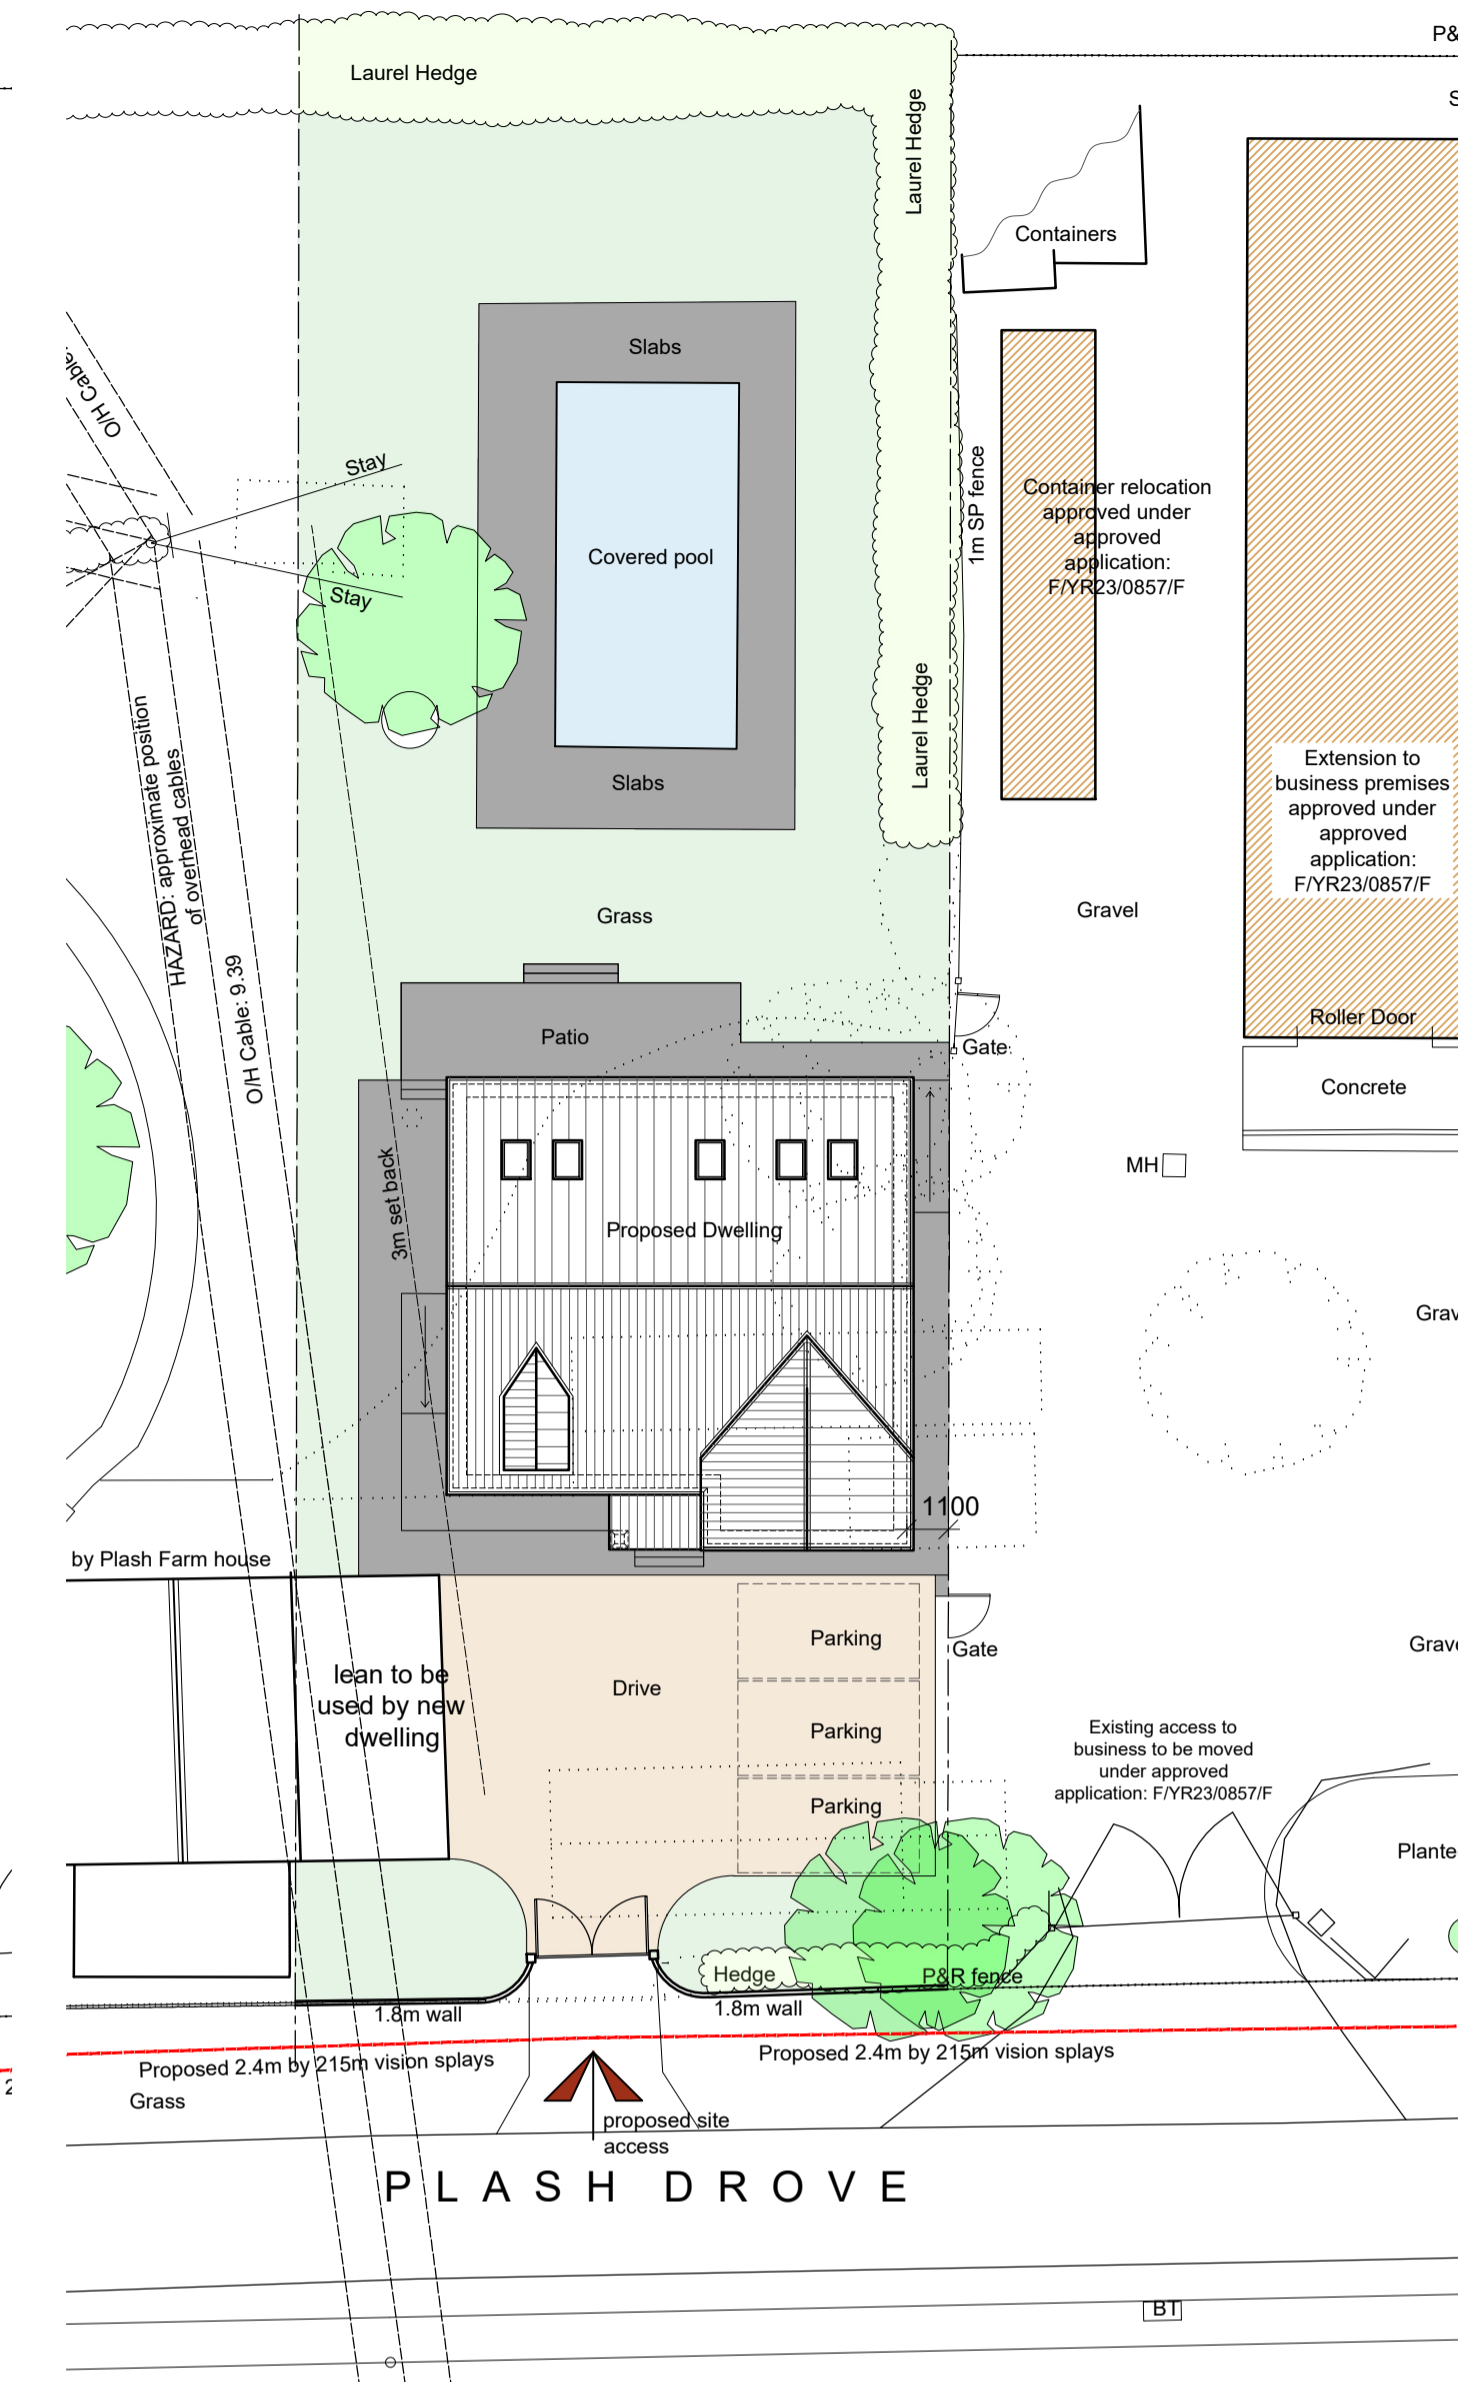 P&
Laurel Hedge
S
Laurel Hedge
Containers
Slabs
O/H Cable
Stay
1m SP fence
Container relocation
approved under
approved
application:
F/YR23/0857/F
Covered pool
Stay
Laurel Hedge
HAZARD: approximate position
of overhead cables
Slabs
Extension to
business premises
approved under
approved
application:
F/YR23/0857/F
Grass
Gravel
O/H Cable: 9.39
Roller Door
Patio
Gate
Concrete
MH
3m set back
Proposed Dwelling
Grav
1100
by Plash Farm house
Parking
Gate
Grave
lean to be
used by new
dwelling
Drive
Parking
Existing access to
business to be moved
under approved
application: F/YR23/0857/F
Parking
Plante
Hedge
P&R fence
1.8m wall
1.8m wall
Proposed 2.4m by 215m vision splays
Proposed 2.4m by 215m vision splays
2
Grass
proposed site
access
PLASH DROVE
BT